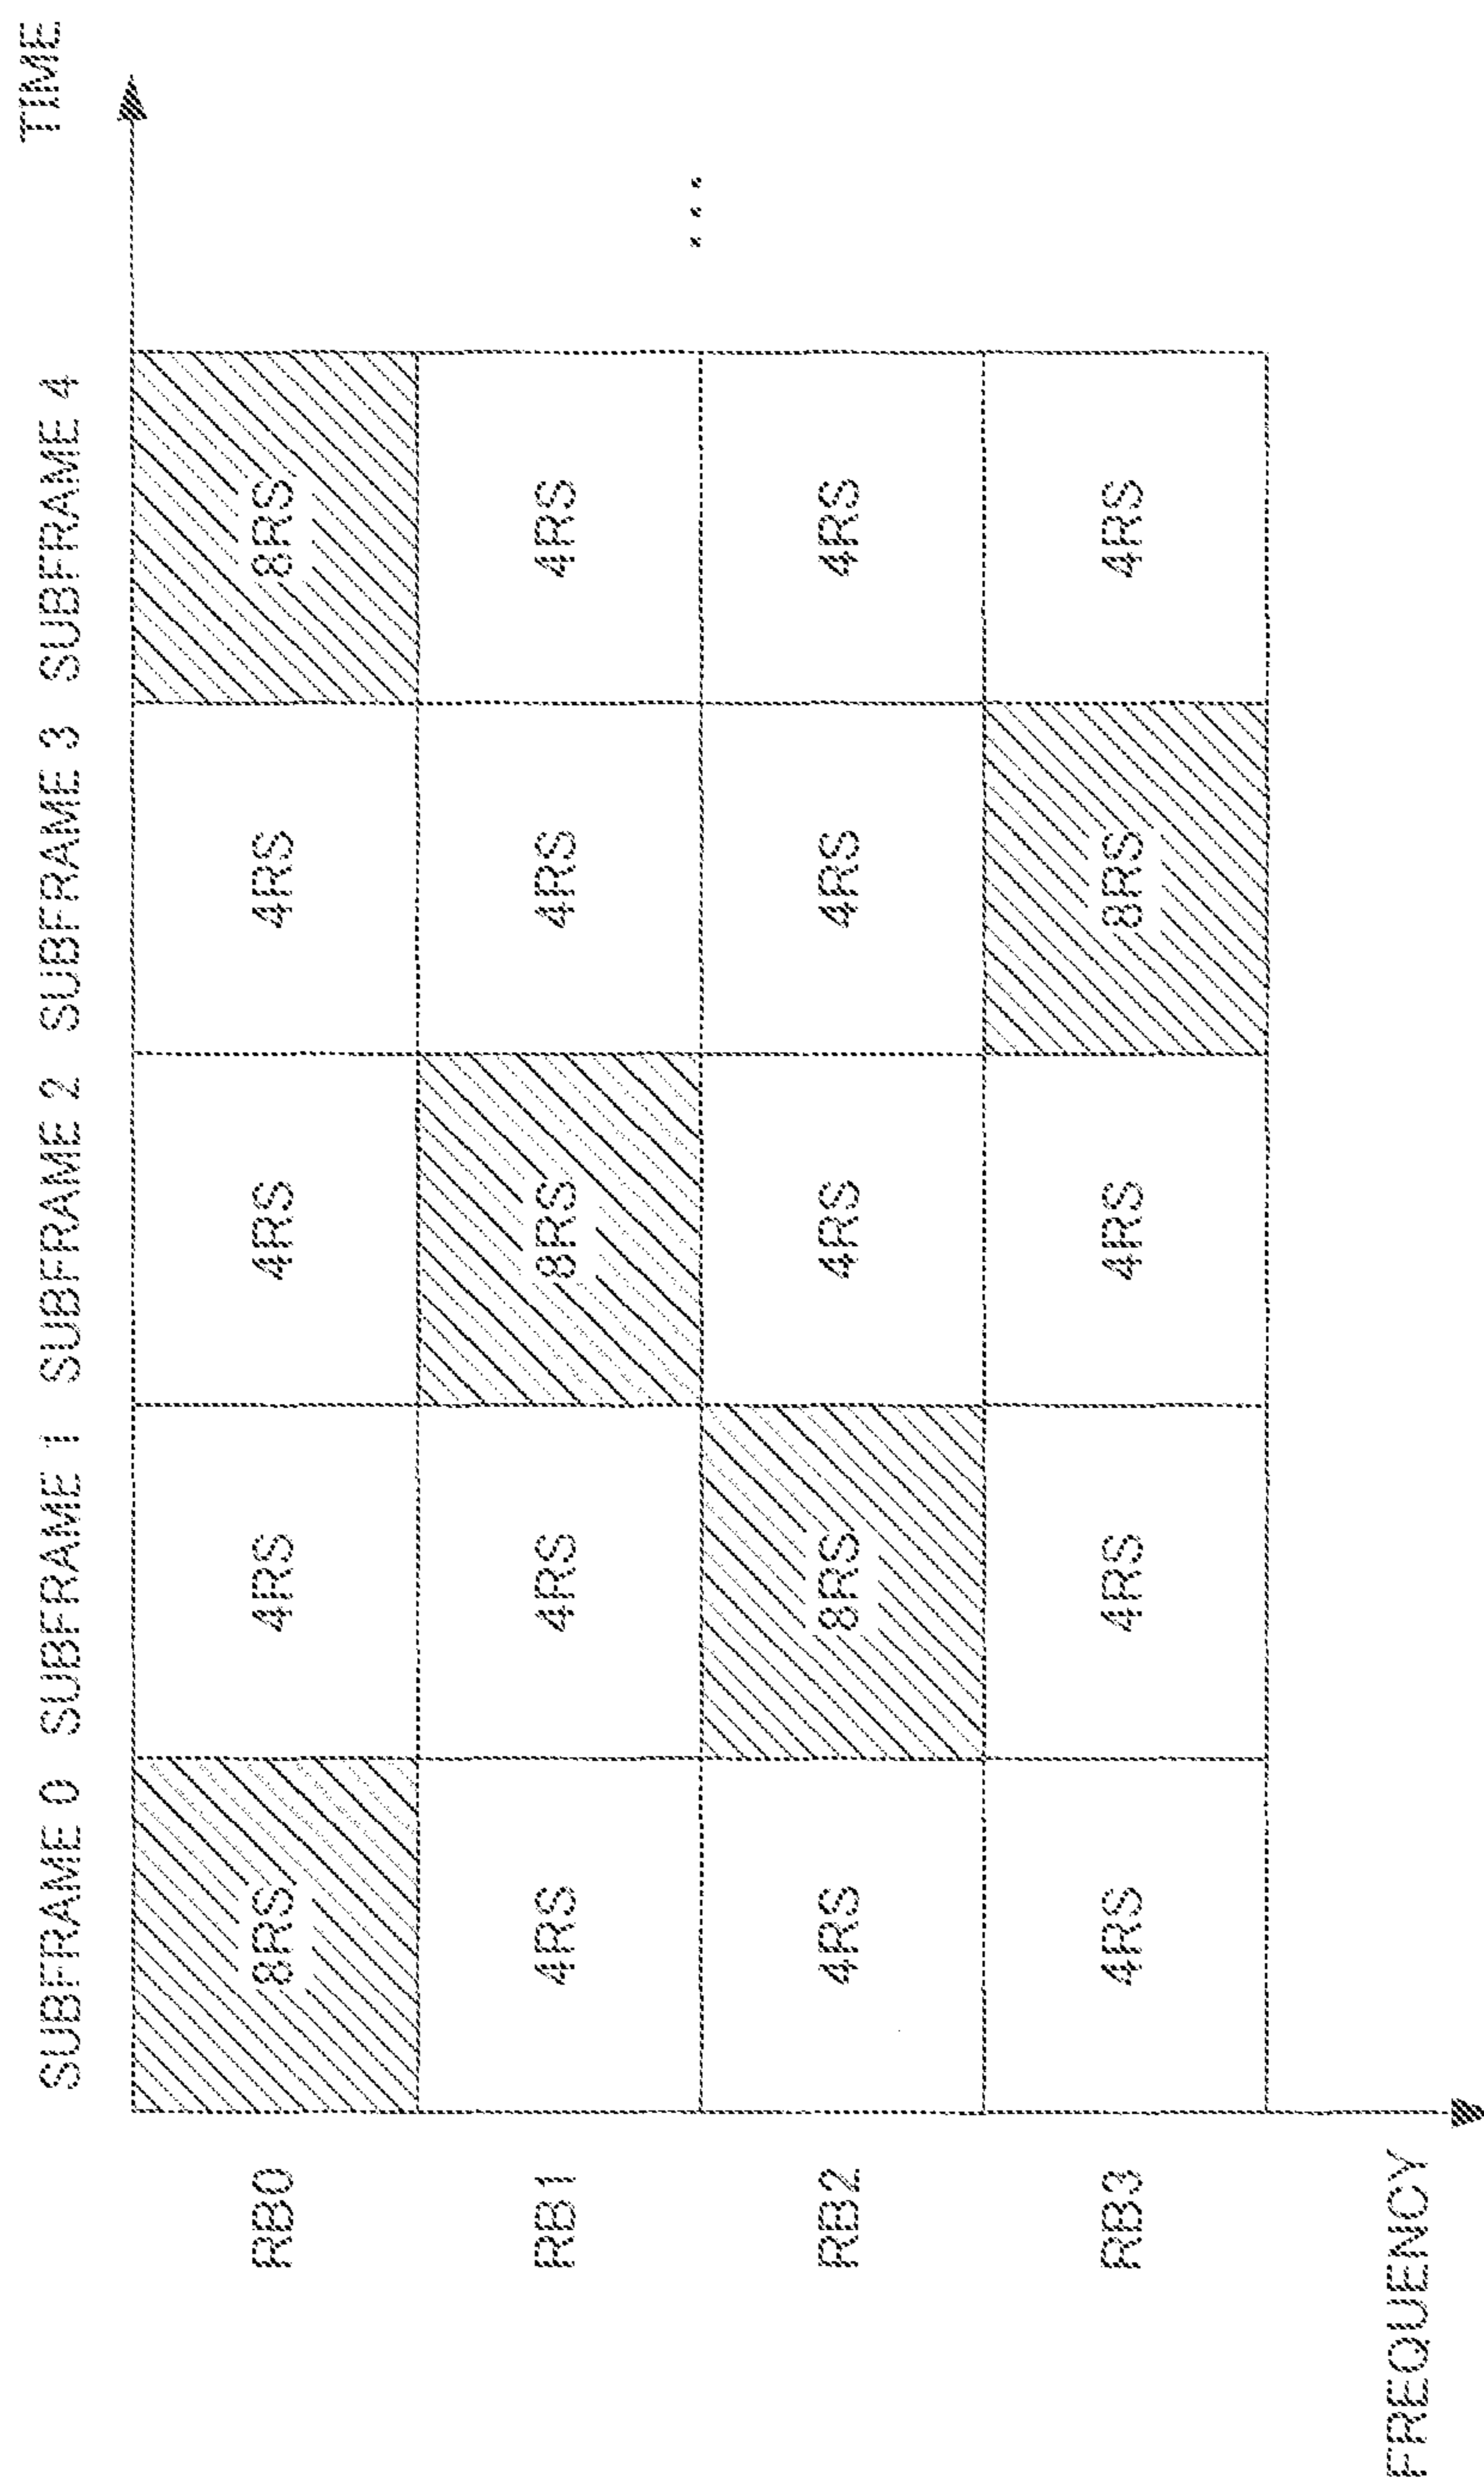 TIME
SUBFRAME 0 SUBFRAME 1 SUBFRAME 2 SUBFRAME 3 SUBFRAME 4
RB0 8RS 4RS 4RS 4RS 8RS
RB1 4RS 4RS 8RS 4RS 4RS ...
RB2 4RS 8RS 4RS 4RS 4RS
RB3 4RS 4RS 4RS 8RS 4RS
FREQUENCY